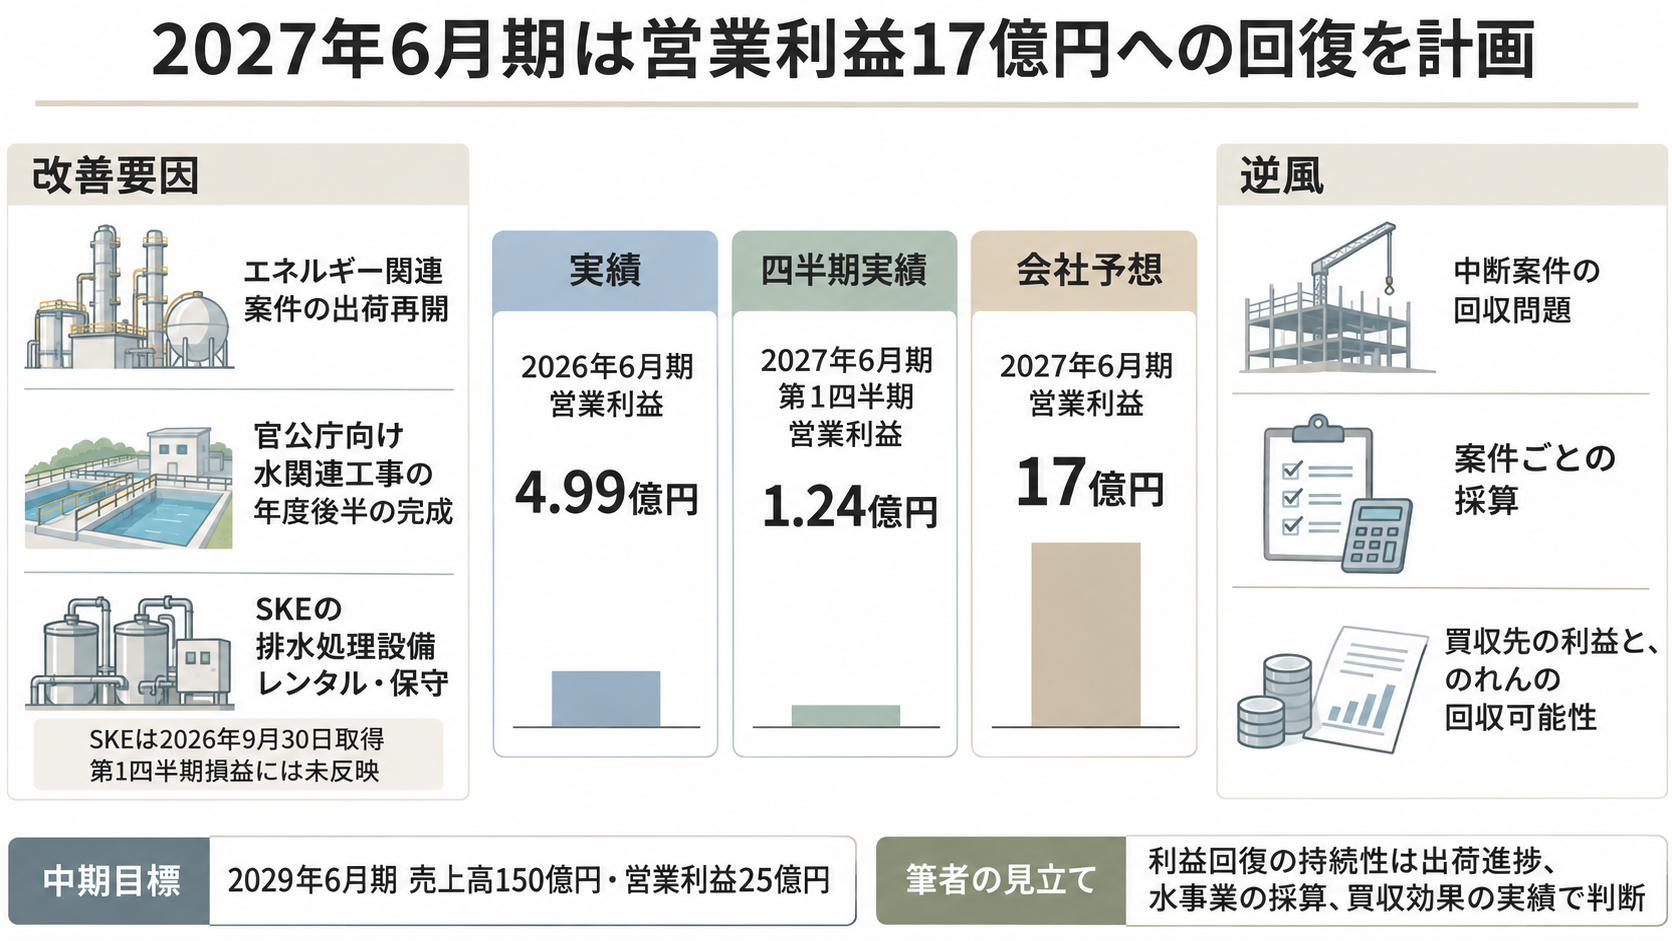 2027年6月期は営業利益17億円への回復を計画
改善要因
エネルギー関連
案件の出荷再開
官公庁向け
水関連工事の
年度後半の完成
SKEの
排水処理設備
レンタル・保守
SKEは2026年9月30日取得
第1四半期損益には未反映
実績
2026年6月期
営業利益
4.99億円
四半期実績
2027年6月期
第1四半期
営業利益
1.24億円
会社予想
2027年6月期
営業利益
17億円
逆風
中断案件の
回収問題
案件ごとの
採算
買収先の利益と、
のれんの
回収可能性
中期目標
2029年6月期 売上高150億円・営業利益25億円
筆者の見立て
利益回復の持続性は出荷進捗、
水事業の採算、買収効果の実績で判断